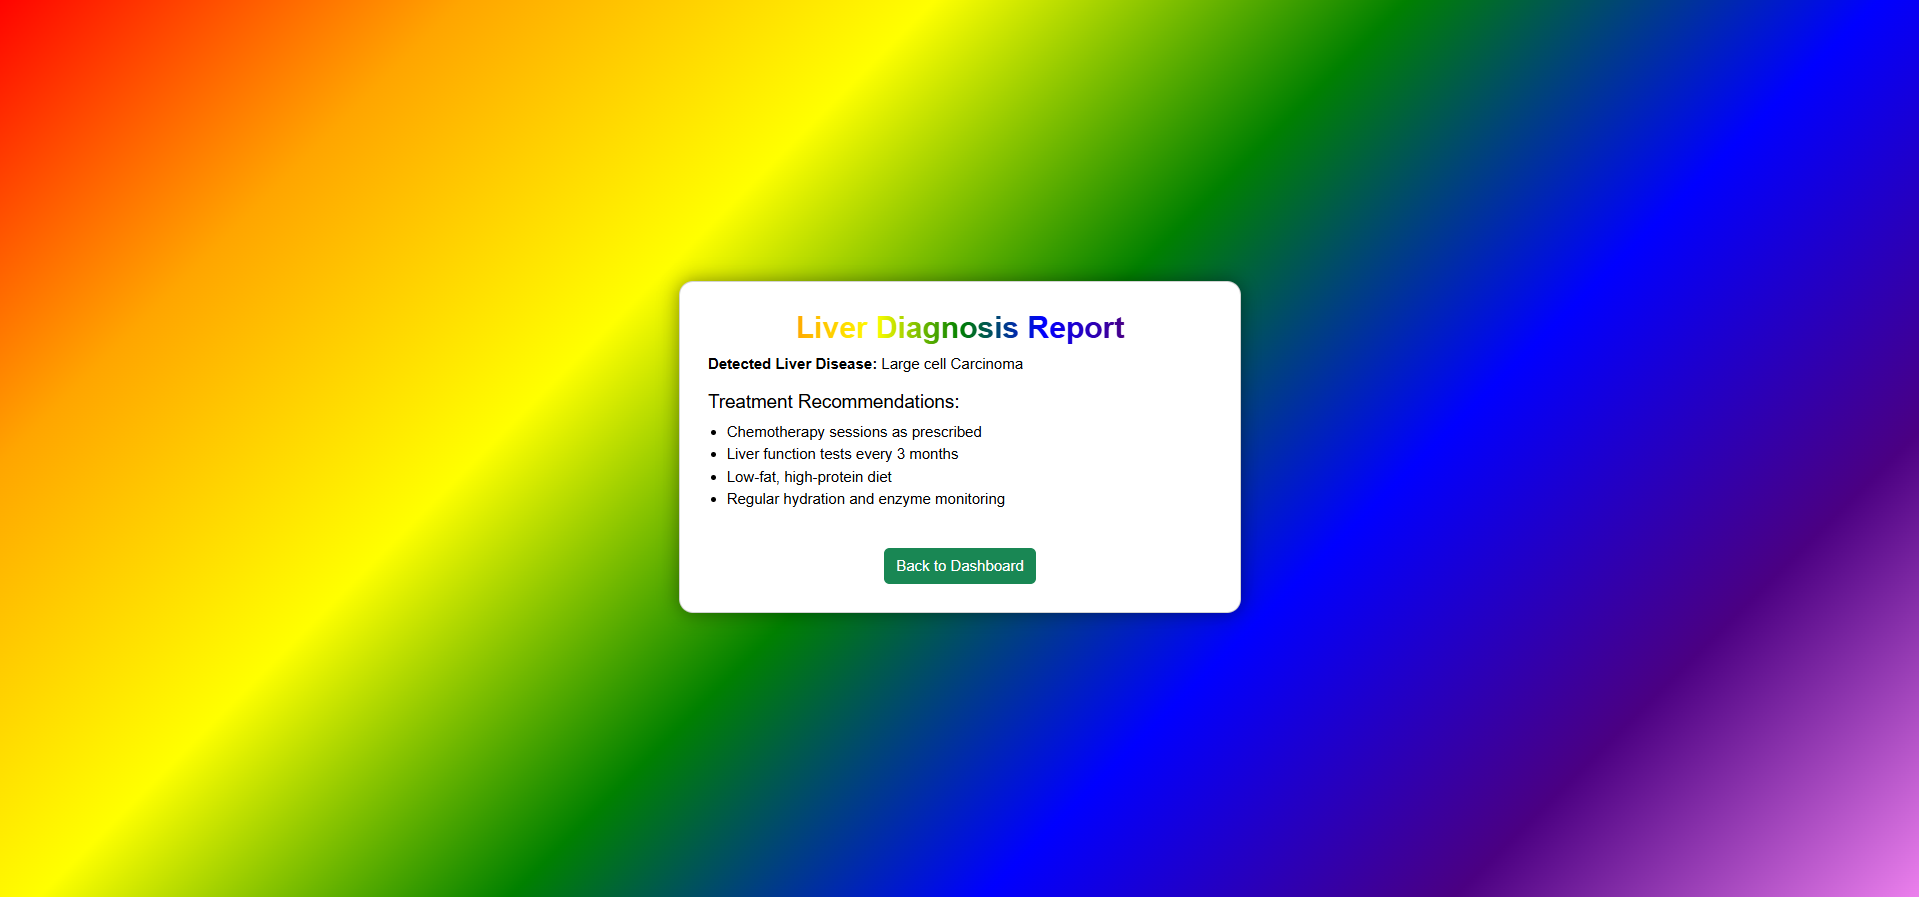 Liver Diagnosis Report
Detected Liver Disease: Large cell Carcinoma
Treatment Recommendations:
Chemotherapy sessions as prescribed
Liver function tests every 3 months
Low-fat, high-protein diet
Regular hydration and enzyme monitoring
Back to Dashboard